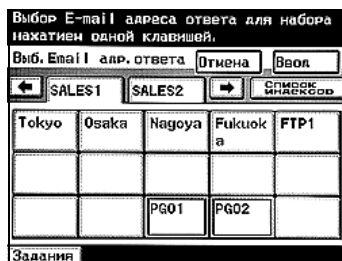 Выбор E-mail адреса ответа для набора
нажатием одной клавишей.
Выб. Email адр. ответа Отмена Ввод
SALES1 SALES2 Список индексов
Tokyo Osaka Nagoya Fukuoka FTP1
PG01 PG02
Задания